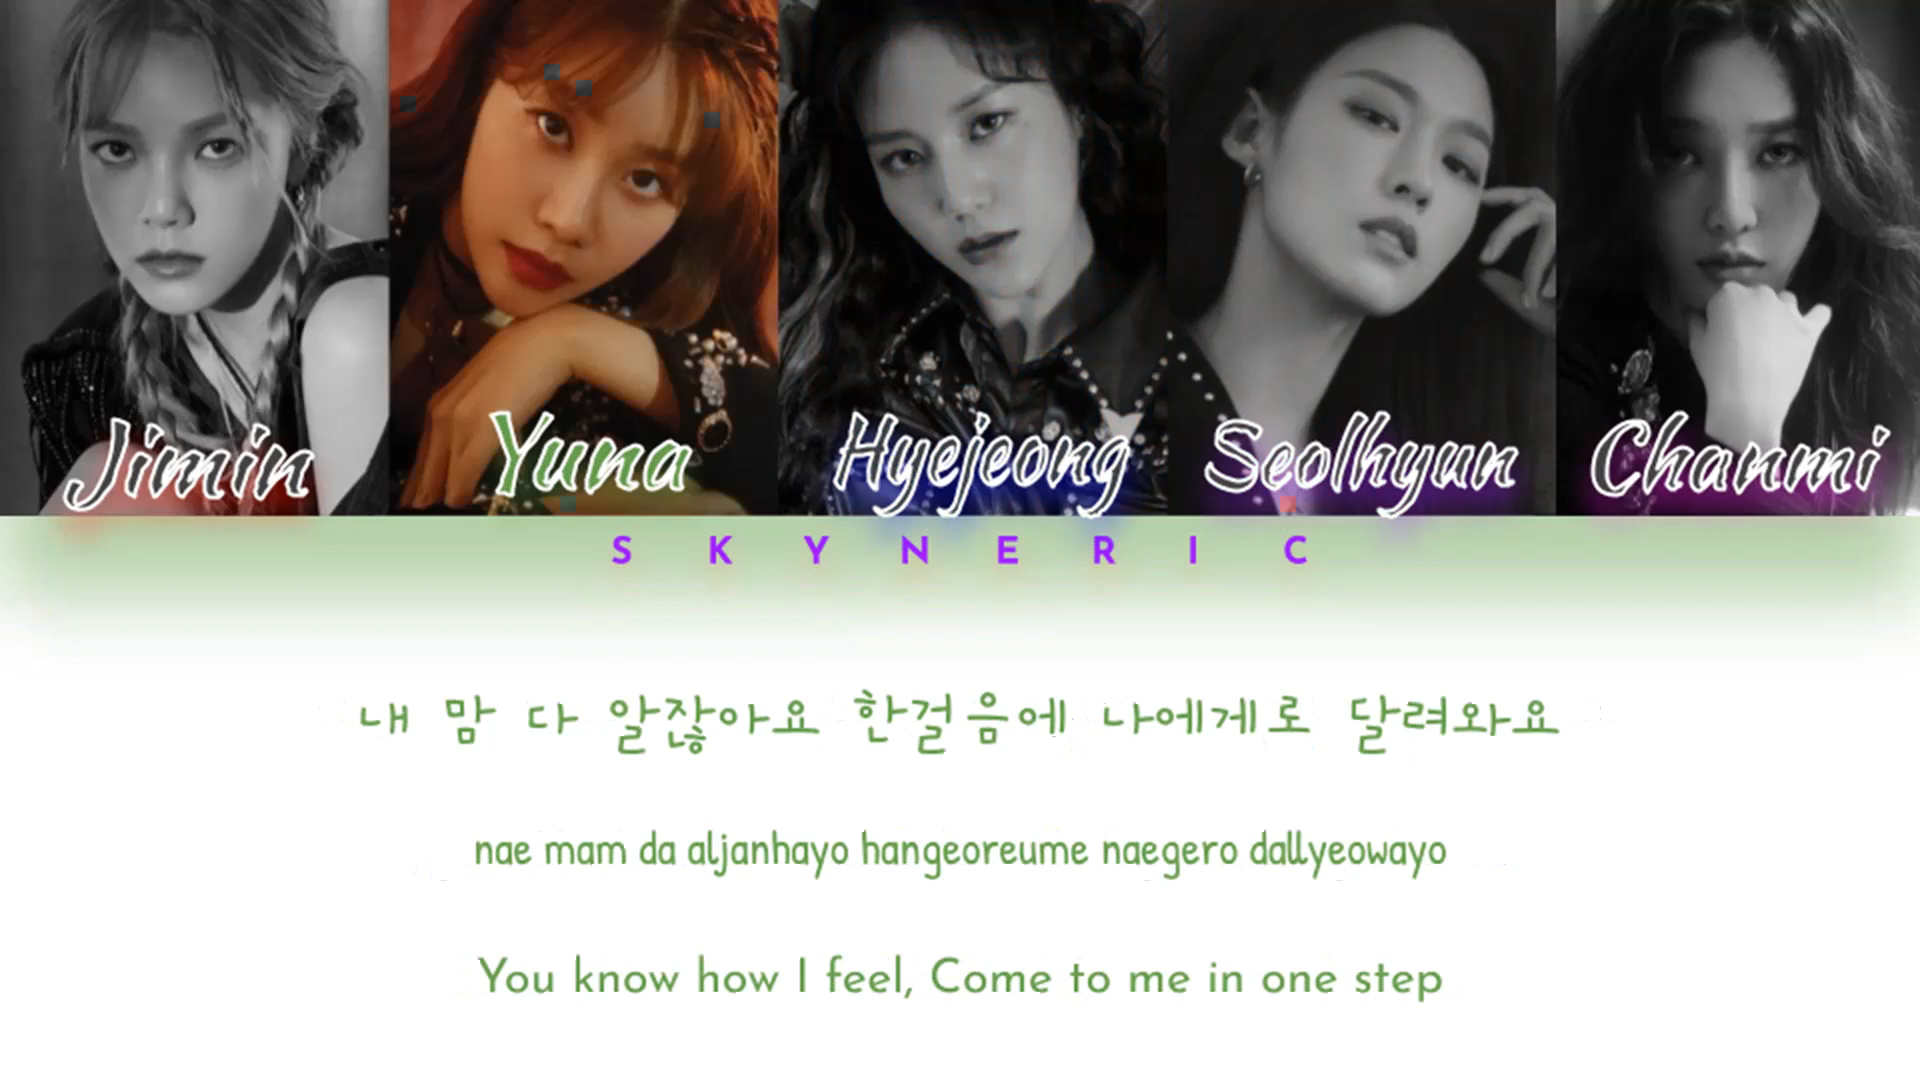 Jimin Yuna Hyejeong Seolhyun Chanmi
SKYNERIC
내 맘 다 알잖아요 한걸음에 나에게로 달려와요
nae mam da aljanhayo hangeoreume naegero dallyeowayo
You know how I feel, Come to me in one step